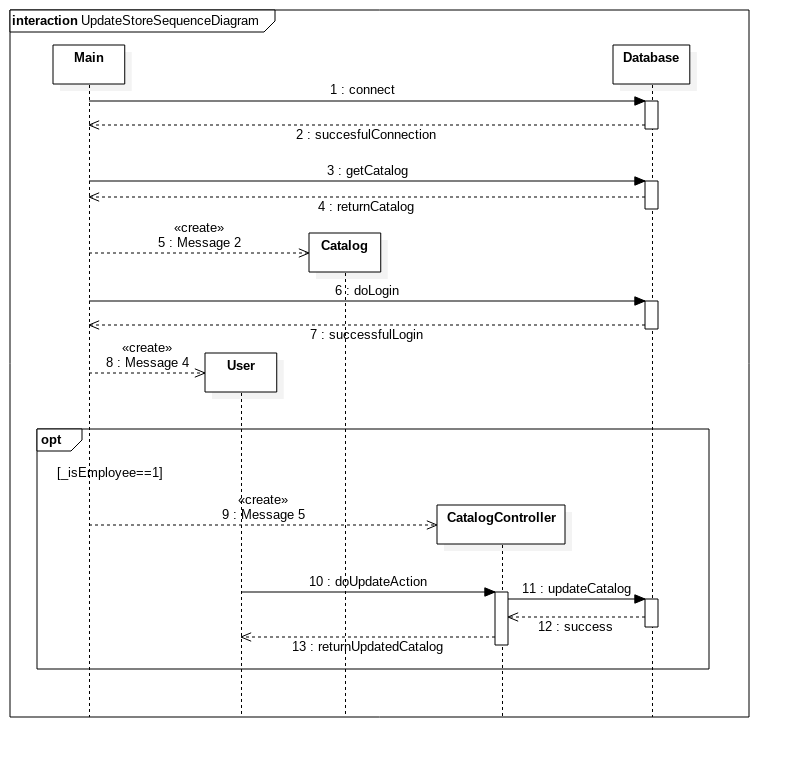 interaction UpdateStoreSequenceDiagram
Main
Database
1 : connect
2 : succesfulConnection
3 : getCatalog
4 : returnCatalog
«create»
5 : Message 2
Catalog
6 : doLogin
7 : successfulLogin
«create»
8 : Message 4
User
opt
[_isEmployee==1]
«create»
9 : Message 5
CatalogController
10 : doUpdateAction
11 : updateCatalog
12 : success
13 : returnUpdatedCatalog